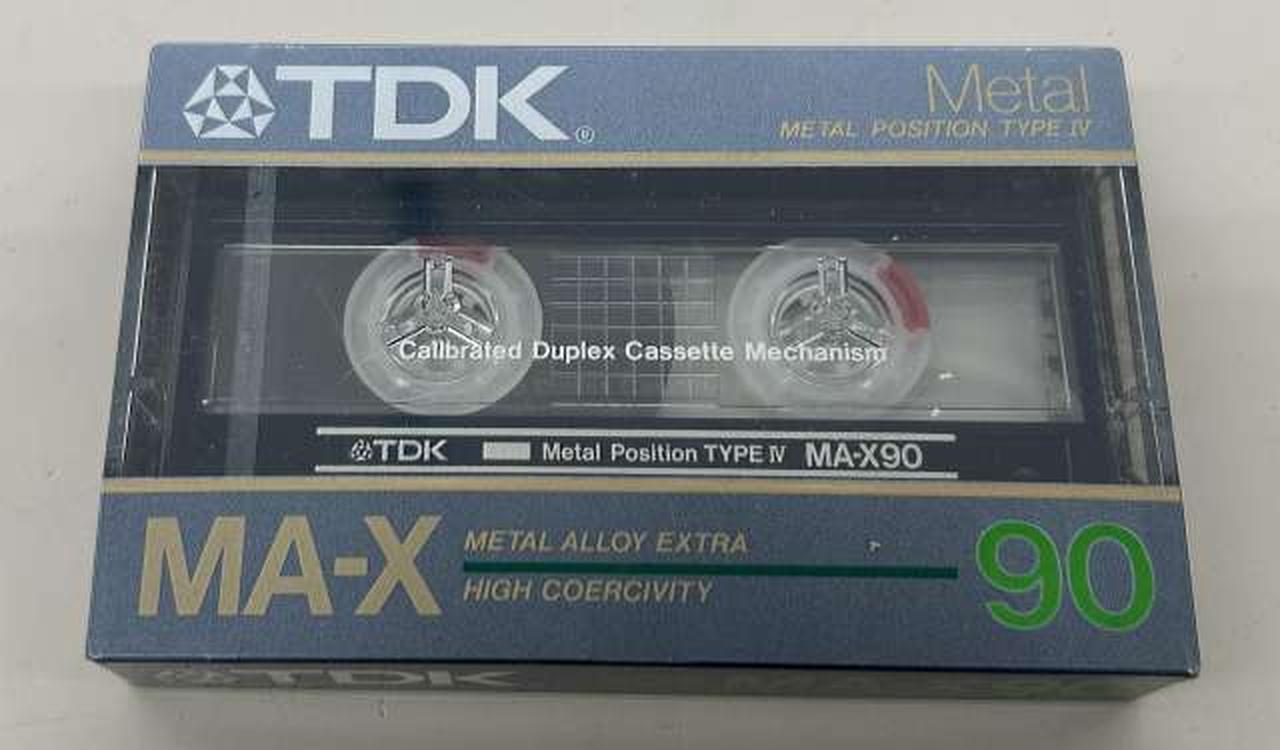 TDK®
Metal
METAL POSITION TYPE IV
Calibrated Duplex Cassette Mechanism
TDK Metal Position TYPE IV MA-X90
MA-X
METAL ALLOY EXTRA
HIGH COERCIVITY
90
TDK